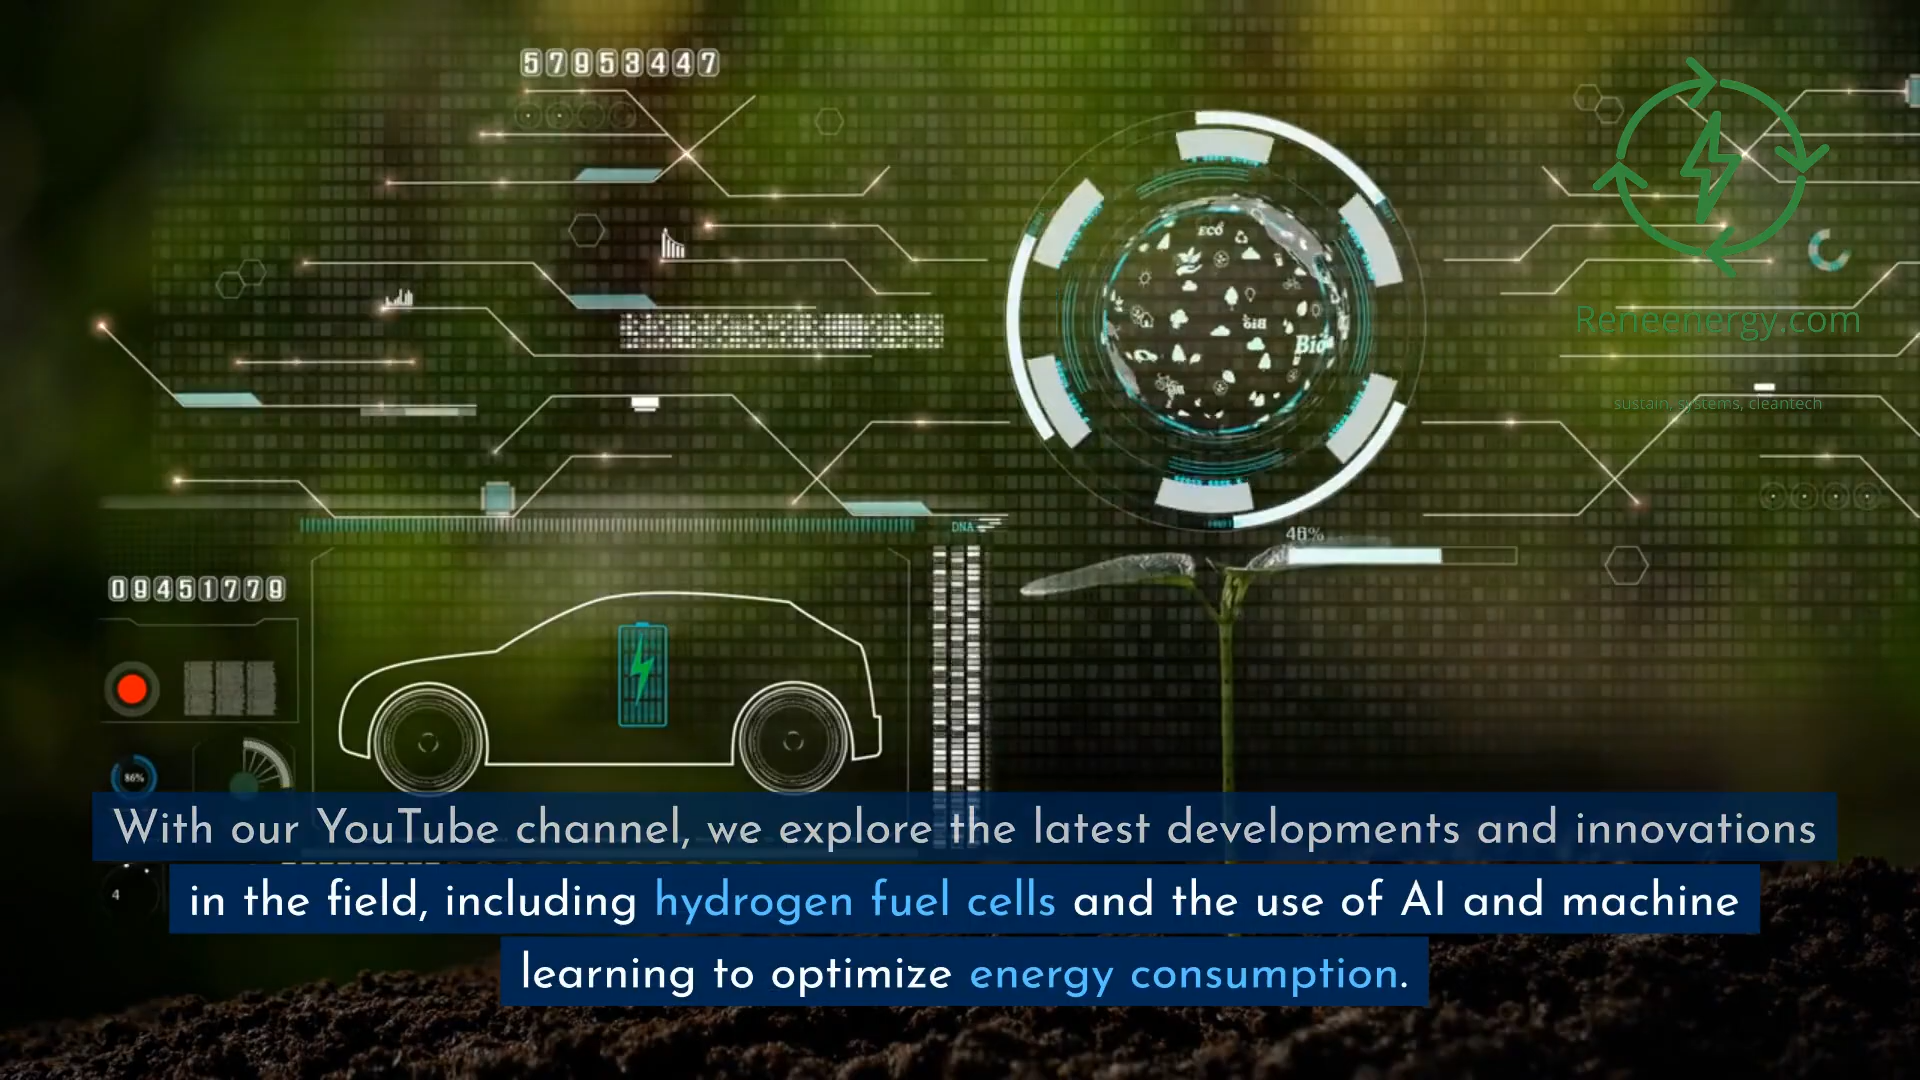 57953447
ECO
Bio
Bio
Reneenergy.com
sustain, systems, cleantech
DNA
46%
09451779
86%
With our YouTube channel, we explore the latest developments and innovations
4
in the field, including hydrogen fuel cells and the use of AI and machine
learning to optimize energy consumption.